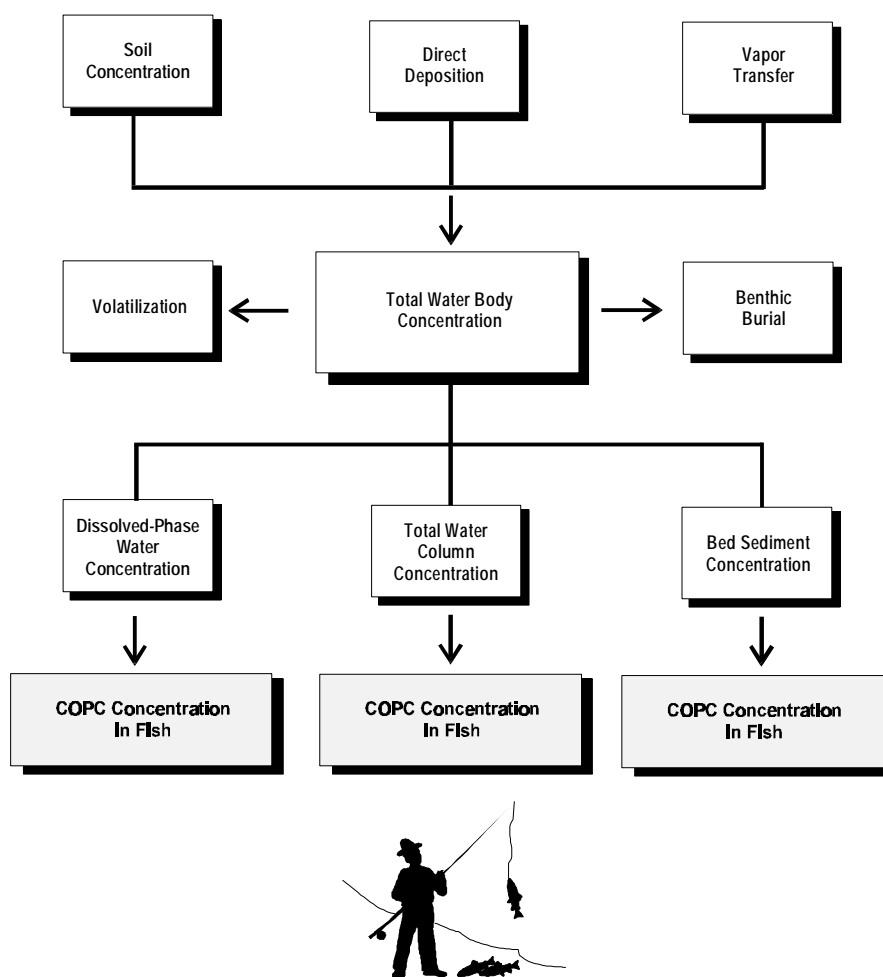 Soil
Concentration
Direct
Deposition
Vapor
Transfer
Volatilization
Total Water Body
Concentration
Benthic
Burial
Dissolved-Phase
Water
Concentration
Total Water
Column
Concentration
Bed Sediment
Concentration
COPC Concentration
In Fish
COPC Concentration
In Fish
COPC Concentration
In Fish